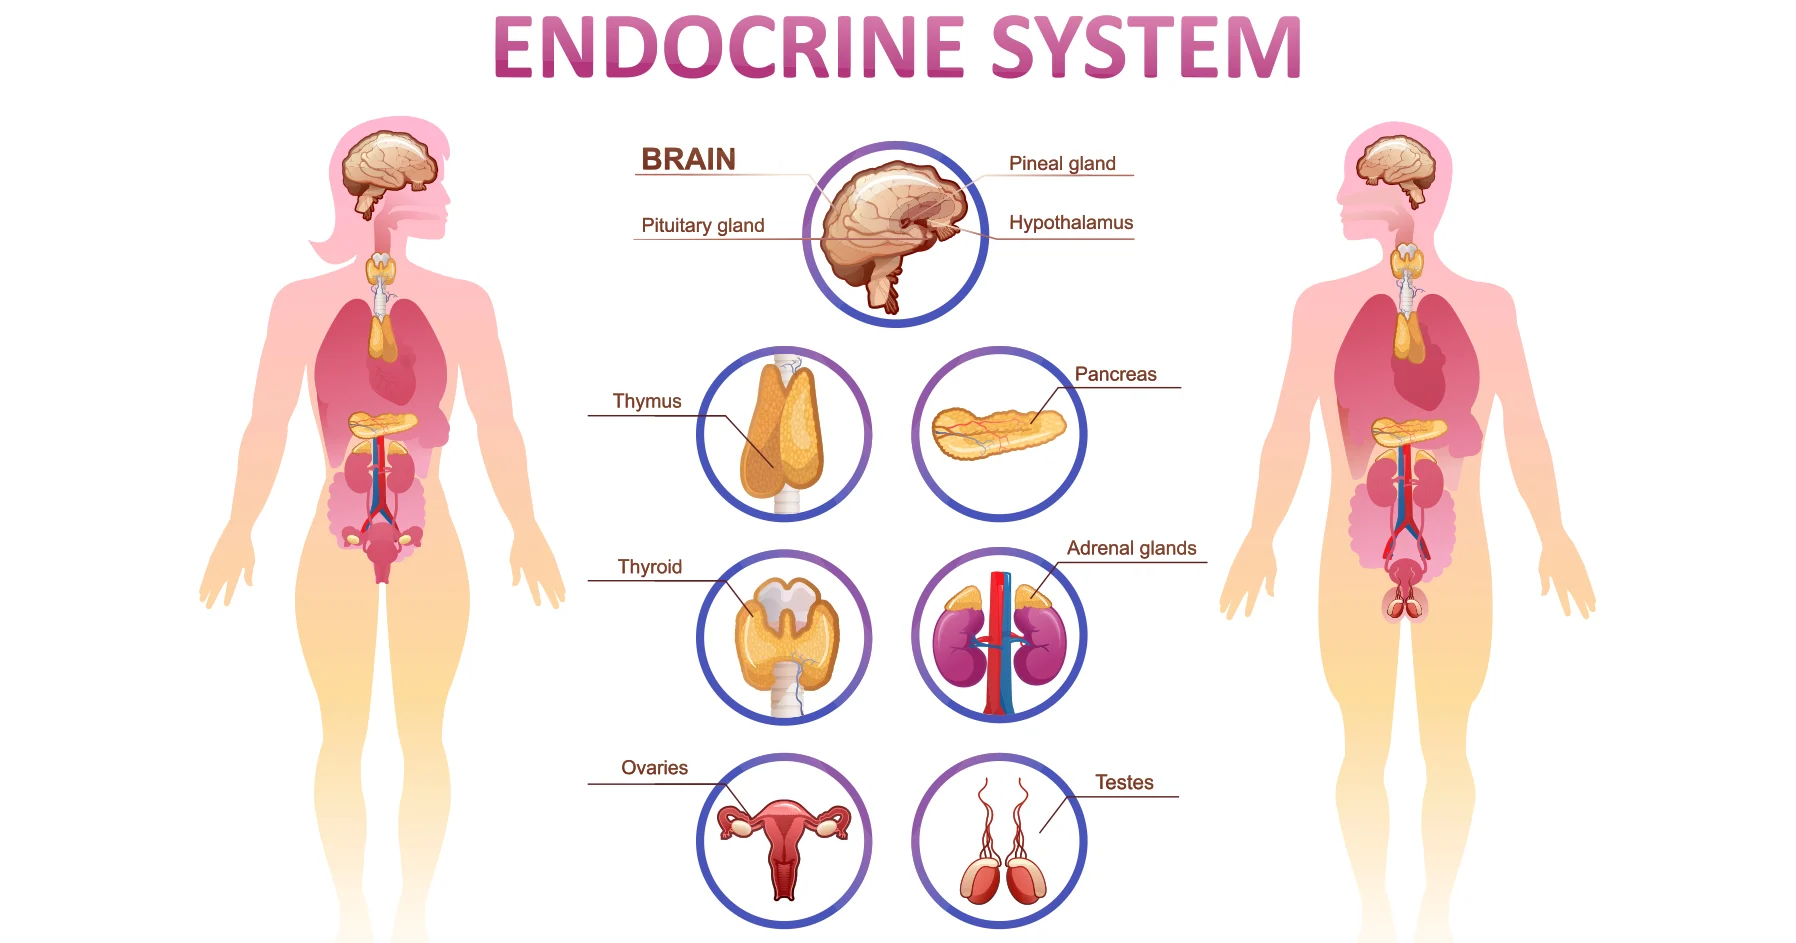 ENDOCRINE SYSTEM
BRAIN
Pineal gland
Pituitary gland
Hypothalamus
Thymus
Pancreas
Thyroid
Adrenal glands
Ovaries
Testes